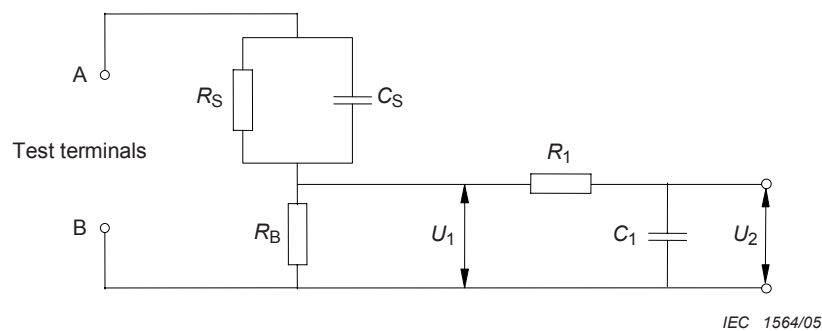 A
R_S
C_S
Test terminals
R_1
B
R_B
U_1
C_1
U_2
IEC 1564/05